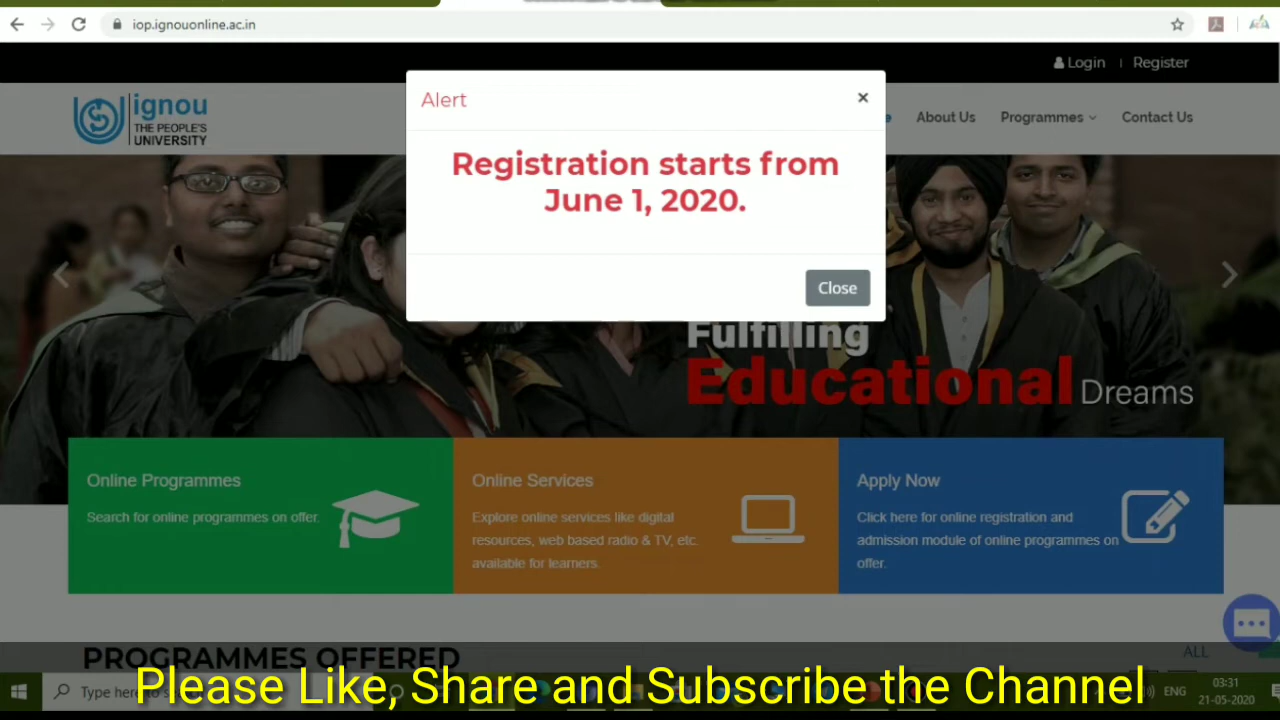 iop.ignouonline.ac.in
Login | Register
ignou
THE PEOPLE'S
UNIVERSITY
About Us Programmes Contact Us
Alert ×
Registration starts from
June 1, 2020.
Close
Fulfilling
Educational Dreams
Online Programmes
Search for online programmes on offer.
Online Services
Explore online services like digital
resources, web based radio & TV, etc.
available for learners.
Apply Now
Click here for online registration and
admission module of online programmes on
offer.
PROGRAMMES OFFERED
ALL
Please Like, Share and Subscribe the Channel
Type here
ENG
03:31
21-05-2020